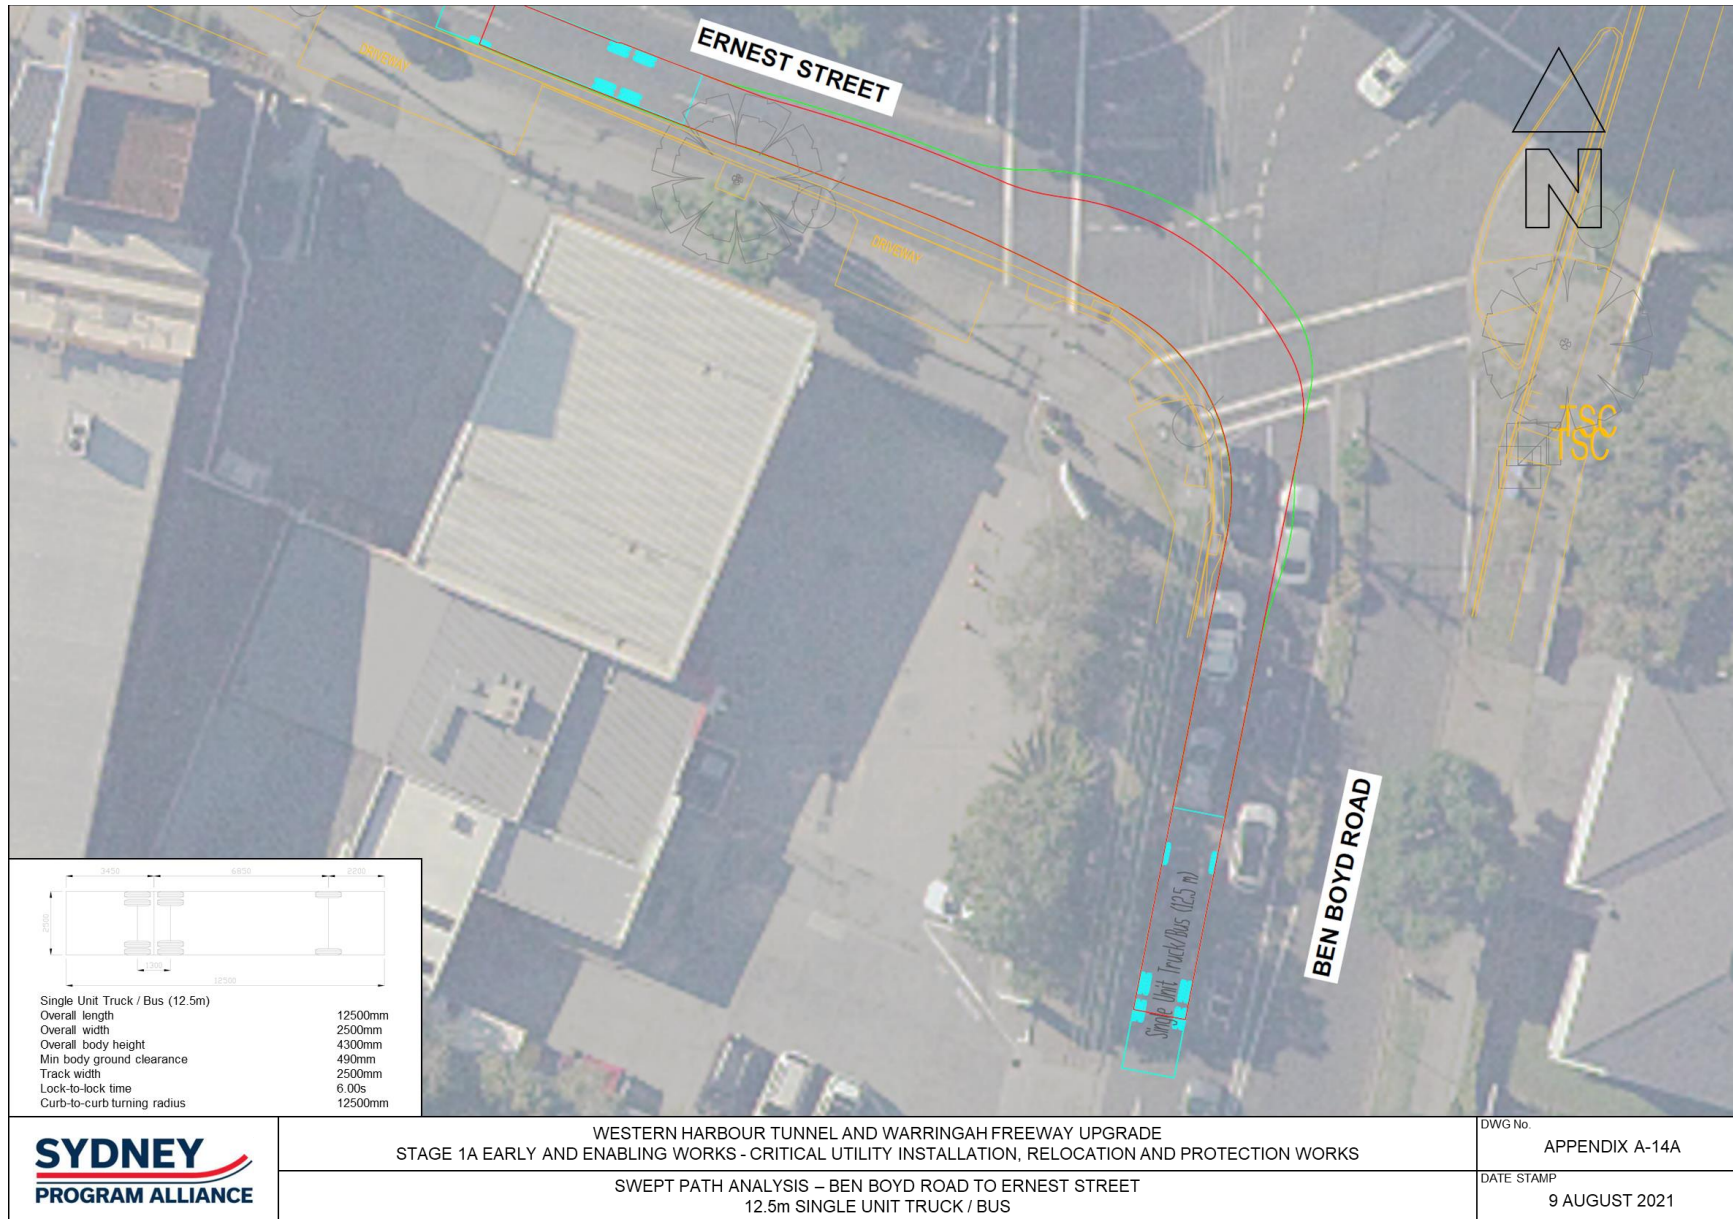 ERNEST STREET
DRIVEWAY
DRIVEWAY
N
TSC
TSC
BEN BOYD ROAD
Single Unit Truck/Bus (12.5 m)
3450 6850 2200
2500
1300
12500
Single Unit Truck / Bus (12.5m)
Overall length 12500mm
Overall width 2500mm
Overall body height 4300mm
Min body ground clearance 490mm
Track width 2500mm
Lock-to-lock time 6.00s
Curb-to-curb turning radius 12500mm
SYDNEY
PROGRAM ALLIANCE
WESTERN HARBOUR TUNNEL AND WARRINGAH FREEWAY UPGRADE
STAGE 1A EARLY AND ENABLING WORKS - CRITICAL UTILITY INSTALLATION, RELOCATION AND PROTECTION WORKS
SWEPT PATH ANALYSIS – BEN BOYD ROAD TO ERNEST STREET
12.5m SINGLE UNIT TRUCK / BUS
DWG No.
APPENDIX A-14A
DATE STAMP
9 AUGUST 2021